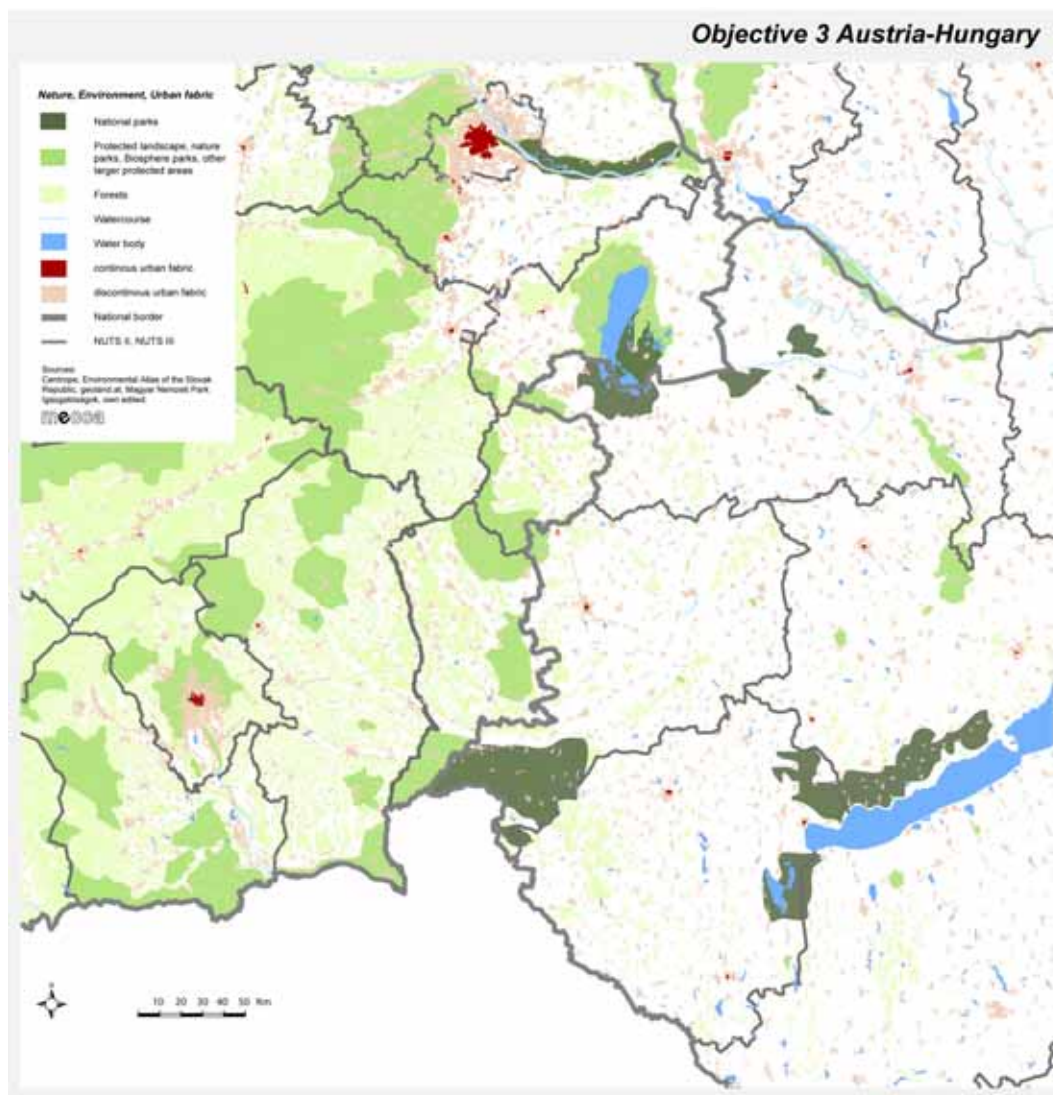 Objective 3 Austria-Hungary
Nature, Environment, Urban fabric
National parks
Protected landscape, nature
parks, Biosphere parks, other
larger protected areas
Forests
Watercourse
Water body
continous urban fabric
discontinous urban fabric
National border
NUTS II, NUTS III
Sources:
Centrope, Environmental Atlas of the Slovak
Republic, geoland.at, Magyar Nemzeti Park
Igazgatóságok, own edited
mecca
10 20 30 40 50 Km